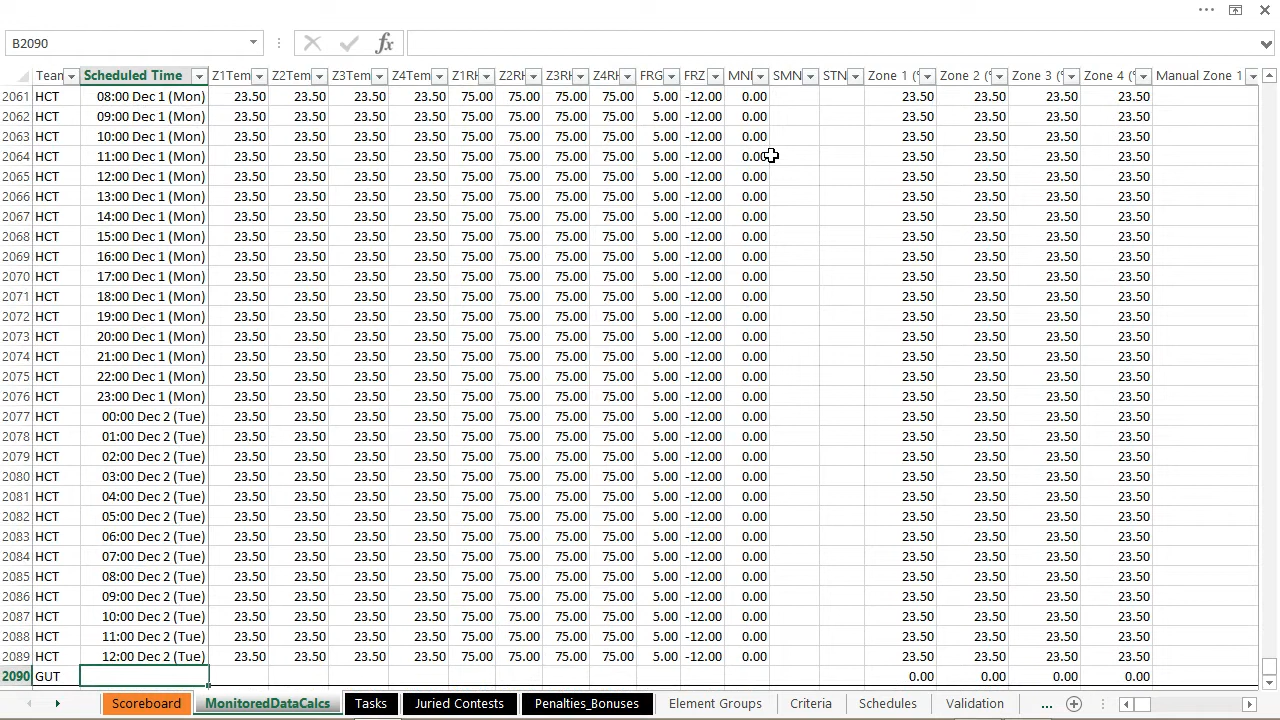 B2090
fx
Team Scheduled Time Z1Tem Z2Tem Z3Tem Z4Tem Z1RH Z2RH Z3RH Z4RH FRG FRZ MNI SMN STN Zone 1 (° Zone 2 (° Zone 3 (° Zone 4 (° Manual Zone 1
2061 HCT 08:00 Dec 1 (Mon) 23.50 23.50 23.50 23.50 75.00 75.00 75.00 75.00 5.00 -12.00 0.00 23.50 23.50 23.50 23.50
2062 HCT 09:00 Dec 1 (Mon) 23.50 23.50 23.50 23.50 75.00 75.00 75.00 75.00 5.00 -12.00 0.00 23.50 23.50 23.50 23.50
2063 HCT 10:00 Dec 1 (Mon) 23.50 23.50 23.50 23.50 75.00 75.00 75.00 75.00 5.00 -12.00 0.00 23.50 23.50 23.50 23.50
2064 HCT 11:00 Dec 1 (Mon) 23.50 23.50 23.50 23.50 75.00 75.00 75.00 75.00 5.00 -12.00 0.00 23.50 23.50 23.50 23.50
2065 HCT 12:00 Dec 1 (Mon) 23.50 23.50 23.50 23.50 75.00 75.00 75.00 75.00 5.00 -12.00 0.00 23.50 23.50 23.50 23.50
2066 HCT 13:00 Dec 1 (Mon) 23.50 23.50 23.50 23.50 75.00 75.00 75.00 75.00 5.00 -12.00 0.00 23.50 23.50 23.50 23.50
2067 HCT 14:00 Dec 1 (Mon) 23.50 23.50 23.50 23.50 75.00 75.00 75.00 75.00 5.00 -12.00 0.00 23.50 23.50 23.50 23.50
2068 HCT 15:00 Dec 1 (Mon) 23.50 23.50 23.50 23.50 75.00 75.00 75.00 75.00 5.00 -12.00 0.00 23.50 23.50 23.50 23.50
2069 HCT 16:00 Dec 1 (Mon) 23.50 23.50 23.50 23.50 75.00 75.00 75.00 75.00 5.00 -12.00 0.00 23.50 23.50 23.50 23.50
2070 HCT 17:00 Dec 1 (Mon) 23.50 23.50 23.50 23.50 75.00 75.00 75.00 75.00 5.00 -12.00 0.00 23.50 23.50 23.50 23.50
2071 HCT 18:00 Dec 1 (Mon) 23.50 23.50 23.50 23.50 75.00 75.00 75.00 75.00 5.00 -12.00 0.00 23.50 23.50 23.50 23.50
2072 HCT 19:00 Dec 1 (Mon) 23.50 23.50 23.50 23.50 75.00 75.00 75.00 75.00 5.00 -12.00 0.00 23.50 23.50 23.50 23.50
2073 HCT 20:00 Dec 1 (Mon) 23.50 23.50 23.50 23.50 75.00 75.00 75.00 75.00 5.00 -12.00 0.00 23.50 23.50 23.50 23.50
2074 HCT 21:00 Dec 1 (Mon) 23.50 23.50 23.50 23.50 75.00 75.00 75.00 75.00 5.00 -12.00 0.00 23.50 23.50 23.50 23.50
2075 HCT 22:00 Dec 1 (Mon) 23.50 23.50 23.50 23.50 75.00 75.00 75.00 75.00 5.00 -12.00 0.00 23.50 23.50 23.50 23.50
2076 HCT 23:00 Dec 1 (Mon) 23.50 23.50 23.50 23.50 75.00 75.00 75.00 75.00 5.00 -12.00 0.00 23.50 23.50 23.50 23.50
2077 HCT 00:00 Dec 2 (Tue) 23.50 23.50 23.50 23.50 75.00 75.00 75.00 75.00 5.00 -12.00 0.00 23.50 23.50 23.50 23.50
2078 HCT 01:00 Dec 2 (Tue) 23.50 23.50 23.50 23.50 75.00 75.00 75.00 75.00 5.00 -12.00 0.00 23.50 23.50 23.50 23.50
2079 HCT 02:00 Dec 2 (Tue) 23.50 23.50 23.50 23.50 75.00 75.00 75.00 75.00 5.00 -12.00 0.00 23.50 23.50 23.50 23.50
2080 HCT 03:00 Dec 2 (Tue) 23.50 23.50 23.50 23.50 75.00 75.00 75.00 75.00 5.00 -12.00 0.00 23.50 23.50 23.50 23.50
2081 HCT 04:00 Dec 2 (Tue) 23.50 23.50 23.50 23.50 75.00 75.00 75.00 75.00 5.00 -12.00 0.00 23.50 23.50 23.50 23.50
2082 HCT 05:00 Dec 2 (Tue) 23.50 23.50 23.50 23.50 75.00 75.00 75.00 75.00 5.00 -12.00 0.00 23.50 23.50 23.50 23.50
2083 HCT 06:00 Dec 2 (Tue) 23.50 23.50 23.50 23.50 75.00 75.00 75.00 75.00 5.00 -12.00 0.00 23.50 23.50 23.50 23.50
2084 HCT 07:00 Dec 2 (Tue) 23.50 23.50 23.50 23.50 75.00 75.00 75.00 75.00 5.00 -12.00 0.00 23.50 23.50 23.50 23.50
2085 HCT 08:00 Dec 2 (Tue) 23.50 23.50 23.50 23.50 75.00 75.00 75.00 75.00 5.00 -12.00 0.00 23.50 23.50 23.50 23.50
2086 HCT 09:00 Dec 2 (Tue) 23.50 23.50 23.50 23.50 75.00 75.00 75.00 75.00 5.00 -12.00 0.00 23.50 23.50 23.50 23.50
2087 HCT 10:00 Dec 2 (Tue) 23.50 23.50 23.50 23.50 75.00 75.00 75.00 75.00 5.00 -12.00 0.00 23.50 23.50 23.50 23.50
2088 HCT 11:00 Dec 2 (Tue) 23.50 23.50 23.50 23.50 75.00 75.00 75.00 75.00 5.00 -12.00 0.00 23.50 23.50 23.50 23.50
2089 HCT 12:00 Dec 2 (Tue) 23.50 23.50 23.50 23.50 75.00 75.00 75.00 75.00 5.00 -12.00 0.00 23.50 23.50 23.50 23.50
2090 GUT 0.00 0.00 0.00 0.00
Scoreboard MonitoredDataCalcs Tasks Juried Contests Penalties_Bonuses Element Groups Criteria Schedules Validation ...